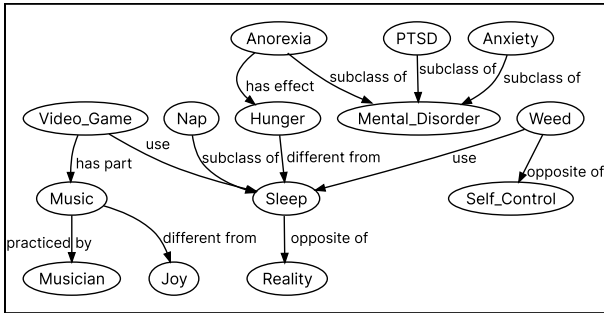 Anorexia PTSD Anxiety
has effect subclass of subclass of subclass of
Video_Game Nap Hunger Mental_Disorder Weed
has part use subclass of different from use opposite of
Music Sleep Self_Control
practiced by different from opposite of
Musician Joy Reality